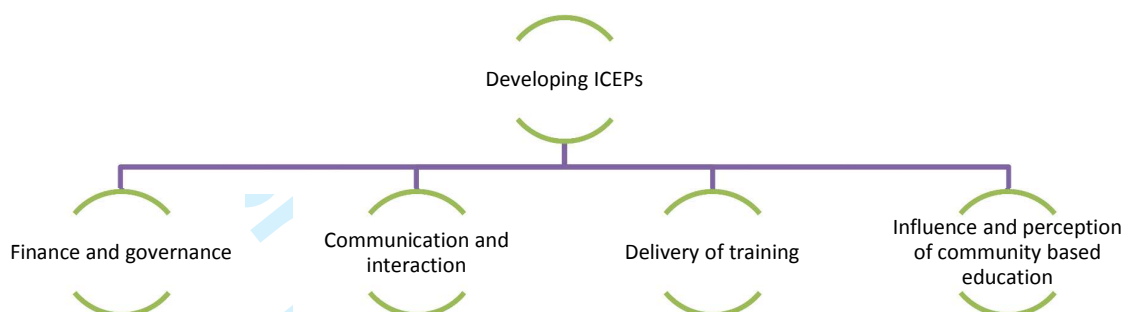 Developing ICEPs
Finance and governance
Communication and
interaction
Delivery of training
Influence and perception
of community based
education